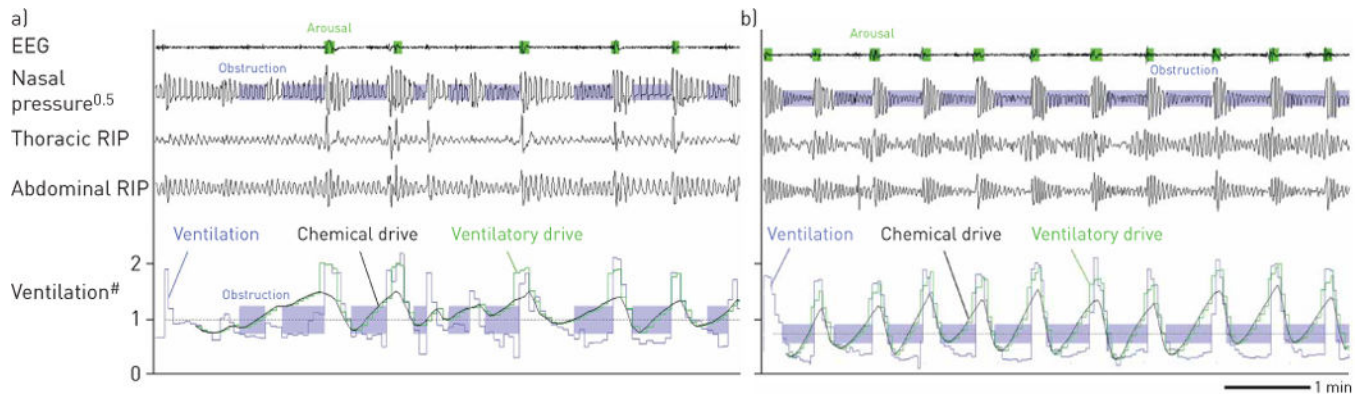 a)
EEG
Arousal
Nasal
pressure0.5
Obstruction
Thoracic RIP
Abdominal RIP
Ventilation
Chemical drive
Ventilatory drive
Ventilation#
Obstruction
2
1
0
b)
Arousal
Obstruction
Ventilation
Chemical drive
Ventilatory drive
1 min